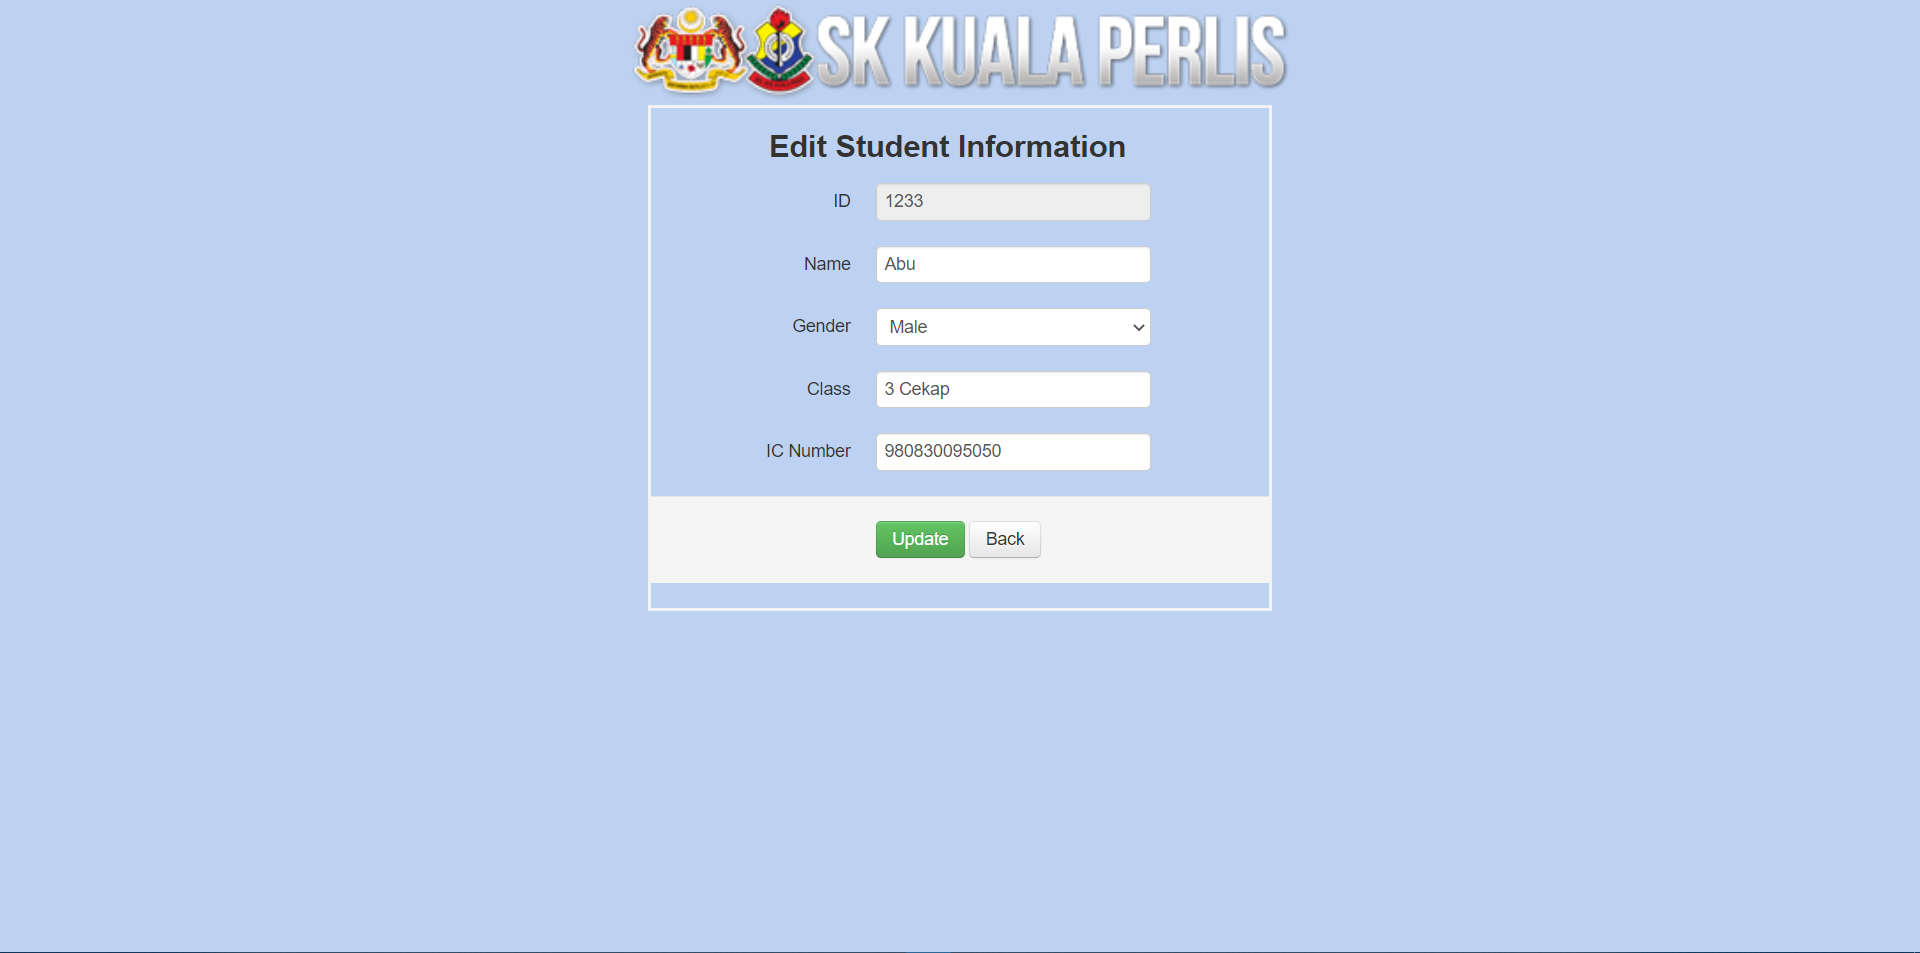 SK KUALA PERLIS
Edit Student Information
ID 1233
Name Abu
Gender Male
Class 3 Cekap
IC Number 980830095050
Update Back